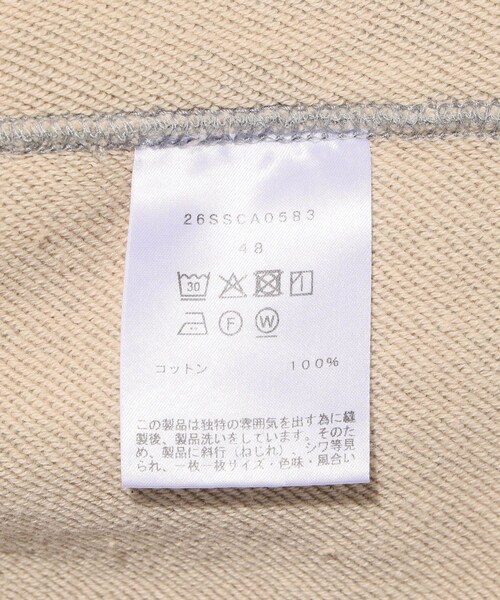 26SSCA0583
48
30
F W
コットン 100%
この製品は独特の雰囲気を出す為に縫
製後、製品洗いをしています。そのた
め、製品に斜行（ねじれ）、シワ等見
られ、一枚一枚サイズ・色味・風合い